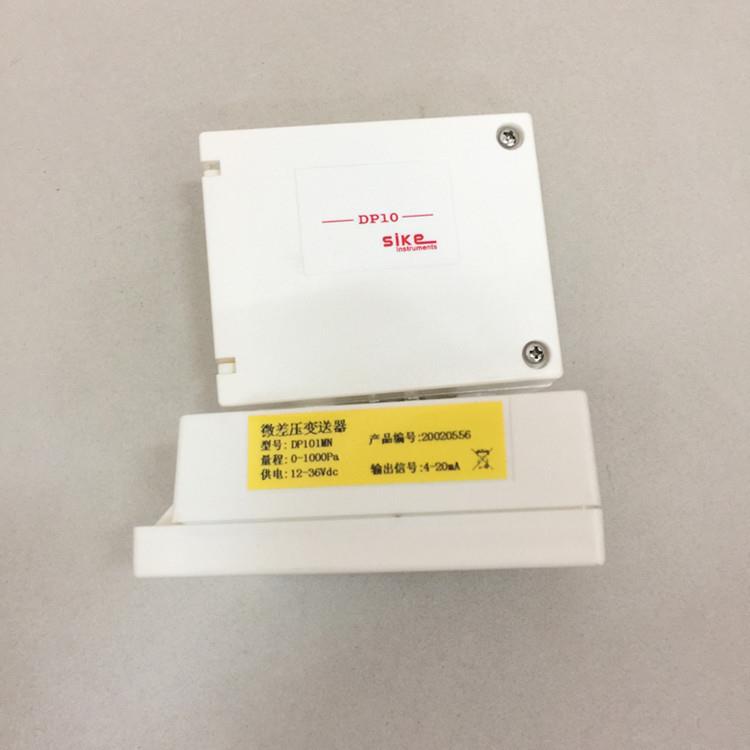 DP10
sike
instruments
微差压变送器
型号:DP101MN 产品编号:20020556
量程:0-1000Pa
供电:12-36Vdc 输出信号:4-20mA